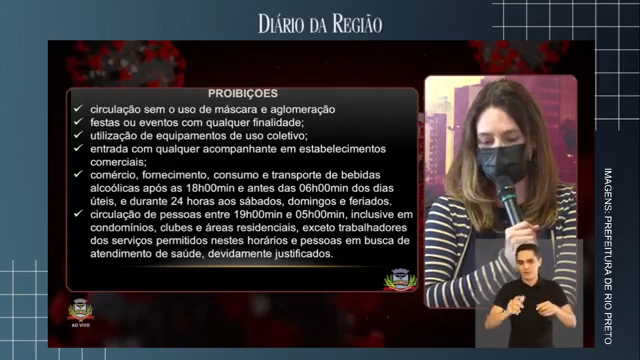 DIÁRIO DA REGIÃO
PROIBIÇOES
✓ circulação sem o uso de máscara e aglomeração
✓ festas ou eventos com qualquer finalidade;
✓ utilização de equipamentos de uso coletivo;
✓ entrada com qualquer acompanhante em estabelecimentos
comerciais;
✓ comércio, fornecimento, consumo e transporte de bebidas
alcoólicas após as 18h00min e antes das 06h00min dos dias
úteis, e durante 24 horas aos sábados, domingos e feriados.
✓ circulação de pessoas entre 19h00min e 05h00min, inclusive em
condomínios, clubes e áreas residenciais, exceto trabalhadores
dos serviços permitidos nestes horários e pessoas em busca de
atendimento de saúde, devidamente justificados.
AO VIVO
IMAGENS: PREFEITURA DE RIO PRETO